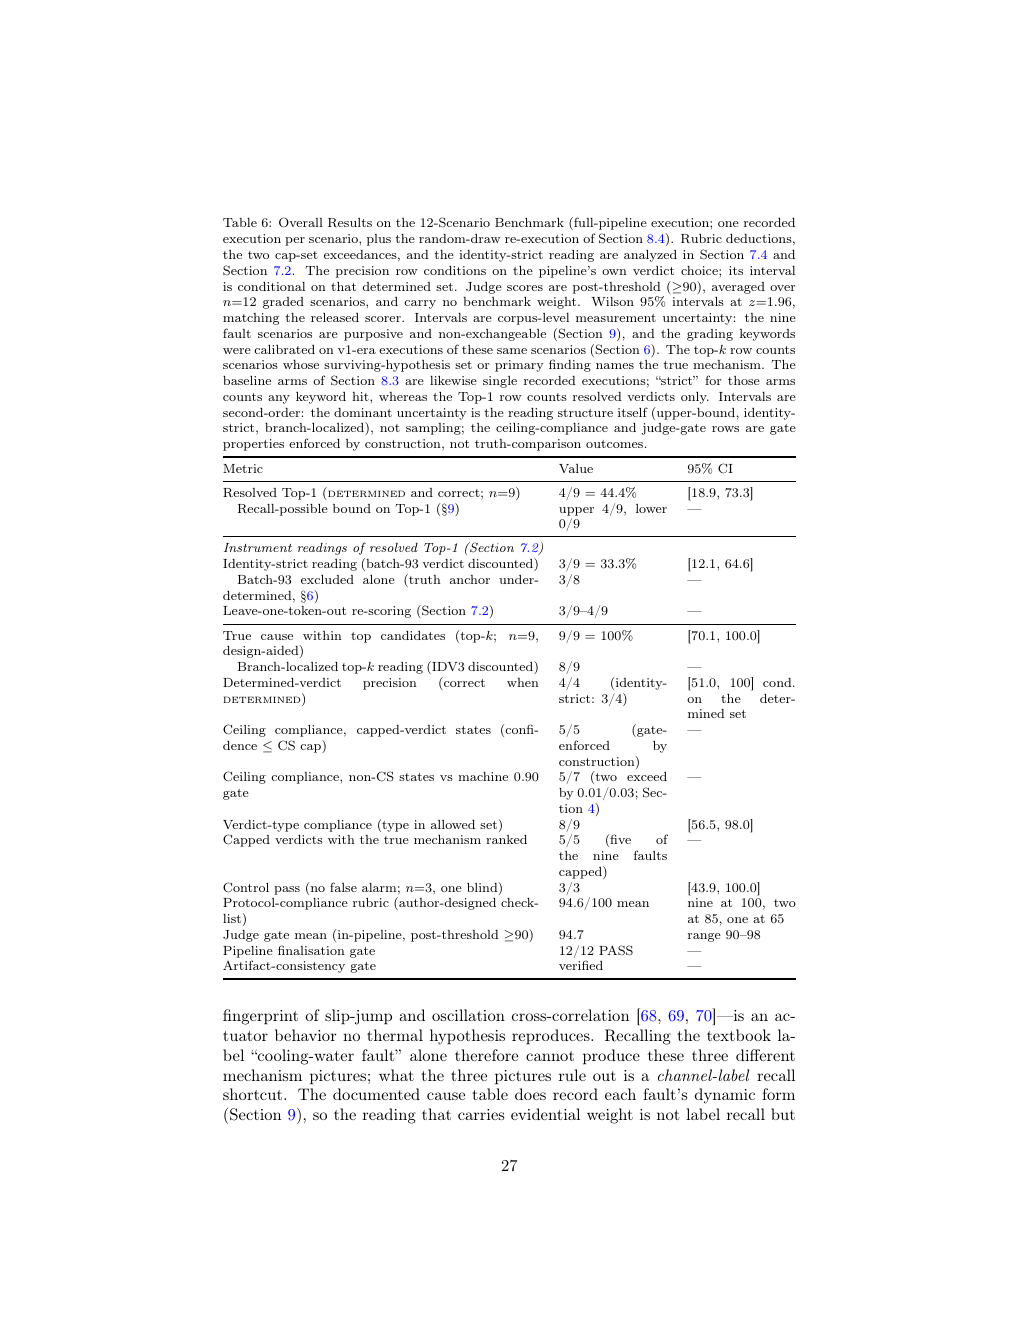 Table 6: Overall Results on the 12-Scenario Benchmark (full-pipeline execution; one recorded
execution per scenario, plus the random-draw re-execution of Section 8.4). Rubric deductions,
the two cap-set exceedances, and the identity-strict reading are analyzed in Section 7.4 and
Section 7.2. The precision row conditions on the pipeline's own verdict choice; its interval
is conditional on that determined set. Judge scores are post-threshold (≥90), averaged over
n=12 graded scenarios, and carry no benchmark weight. Wilson 95% intervals at z=1.96,
matching the released scorer. Intervals are corpus-level measurement uncertainty: the nine
fault scenarios are purposive and non-exchangeable (Section 9), and the grading keywords
were calibrated on v1-era executions of these same scenarios (Section 6). The top-k row counts
scenarios whose surviving-hypothesis set or primary finding names the true mechanism. The
baseline arms of Section 8.3 are likewise single recorded executions; “strict” for those arms
counts any keyword hit, whereas the Top-1 row counts resolved verdicts only. Intervals are
second-order: the dominant uncertainty is the reading structure itself (upper-bound, identity-
strict, branch-localized), not sampling; the ceiling-compliance and judge-gate rows are gate
properties enforced by construction, not truth-comparison outcomes.
Metric Value 95% CI
Resolved Top-1 (DETERMINED and correct; n=9) 4/9 = 44.4% [18.9, 73.3]
Recall-possible bound on Top-1 (§9) upper 4/9, lower —
0/9
Instrument readings of resolved Top-1 (Section 7.2)
Identity-strict reading (batch-93 verdict discounted) 3/9 = 33.3% [12.1, 64.6]
Batch-93 excluded alone (truth anchor under- 3/8 —
determined, §6)
Leave-one-token-out re-scoring (Section 7.2) 3/9–4/9 —
True cause within top candidates (top-k; n=9, 9/9 = 100% [70.1, 100.0]
design-aided)
Branch-localized top-k reading (IDV3 discounted) 8/9 —
Determined-verdict precision (correct when 4/4 (identity- [51.0, 100] cond.
DETERMINED) strict: 3/4) on the deter-
mined set
Ceiling compliance, capped-verdict states (confi- 5/5 (gate- —
dence ≤ CS cap) enforced by
construction)
Ceiling compliance, non-CS states vs machine 0.90 5/7 (two exceed —
gate by 0.01/0.03; Sec-
tion 4)
Verdict-type compliance (type in allowed set) 8/9 [56.5, 98.0]
Capped verdicts with the true mechanism ranked 5/5 (five of —
the nine faults
capped)
Control pass (no false alarm; n=3, one blind) 3/3 [43.9, 100.0]
Protocol-compliance rubric (author-designed check- 94.6/100 mean nine at 100, two
list) at 85, one at 65
Judge gate mean (in-pipeline, post-threshold ≥90) 94.7 range 90–98
Pipeline finalisation gate 12/12 PASS —
Artifact-consistency gate verified —
fingerprint of slip-jump and oscillation cross-correlation [68, 69, 70]—is an ac-
tuator behavior no thermal hypothesis reproduces. Recalling the textbook la-
bel “cooling-water fault” alone therefore cannot produce these three different
mechanism pictures; what the three pictures rule out is a channel-label recall
shortcut. The documented cause table does record each fault's dynamic form
(Section 9), so the reading that carries evidential weight is not label recall but
27